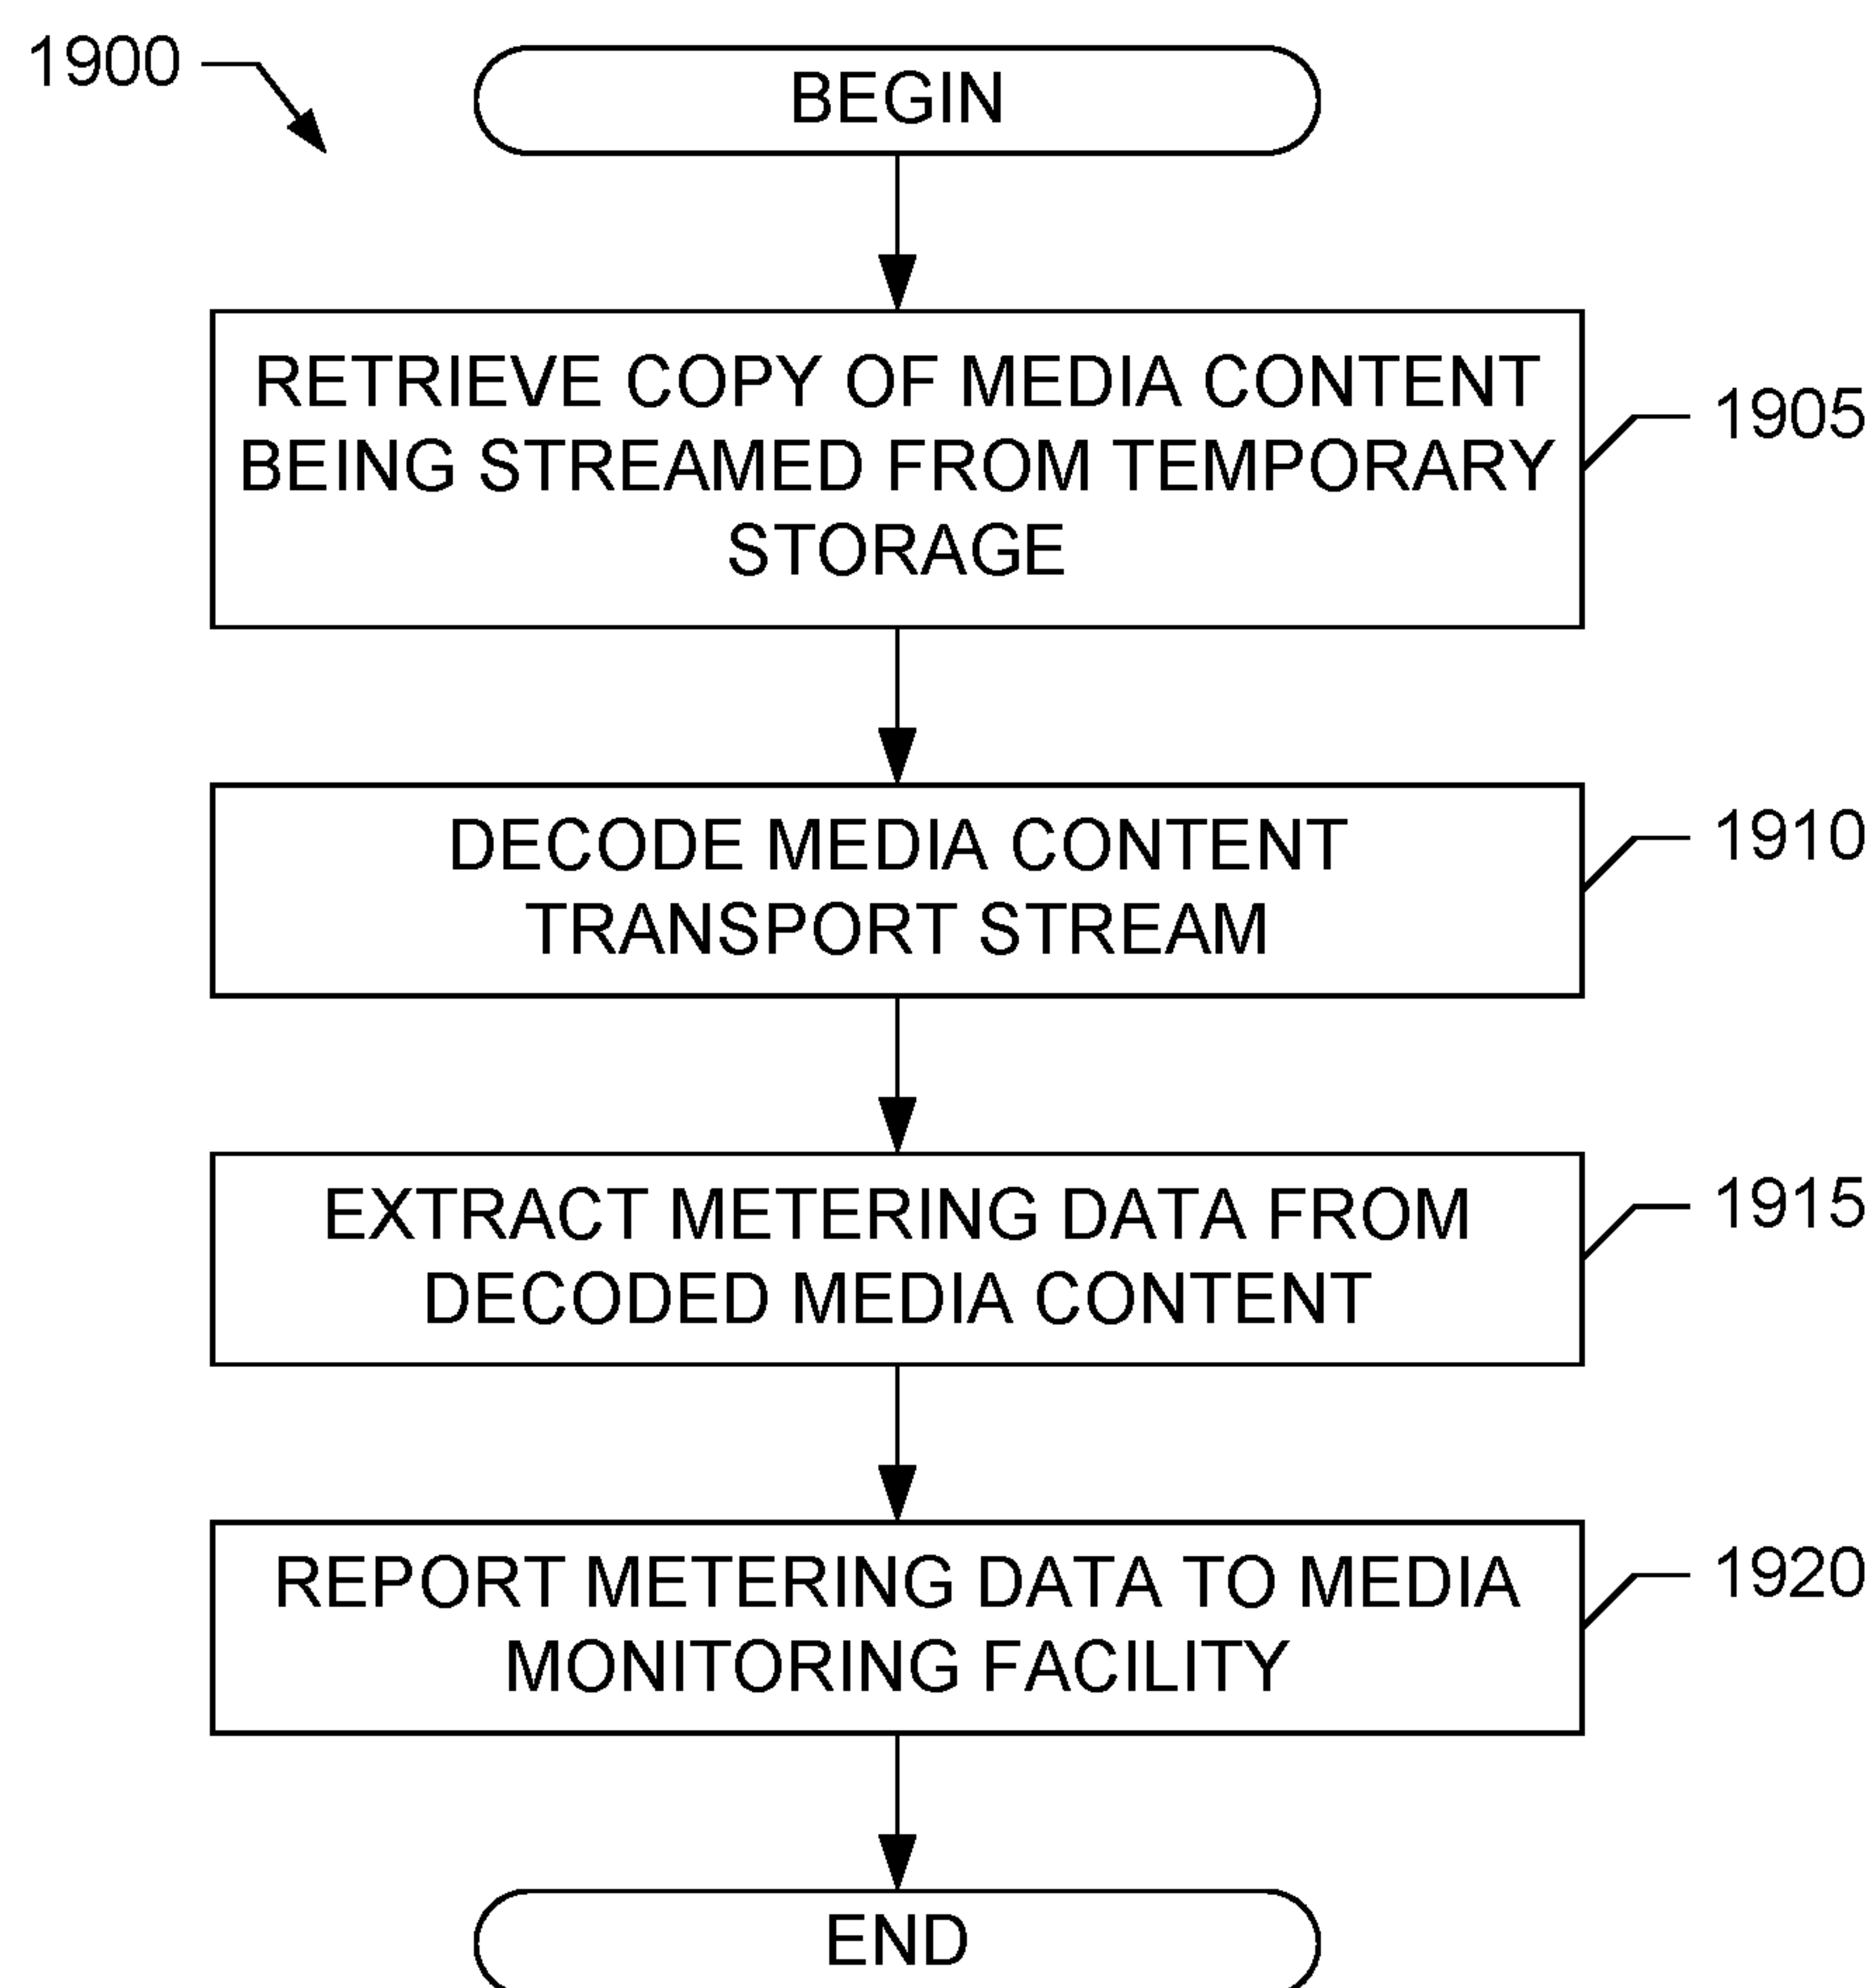 1900
BEGIN
RETRIEVE COPY OF MEDIA CONTENT
BEING STREAMED FROM TEMPORARY
STORAGE
1905
DECODE MEDIA CONTENT
TRANSPORT STREAM
1910
EXTRACT METERING DATA FROM
DECODED MEDIA CONTENT
1915
REPORT METERING DATA TO MEDIA
MONITORING FACILITY
1920
END